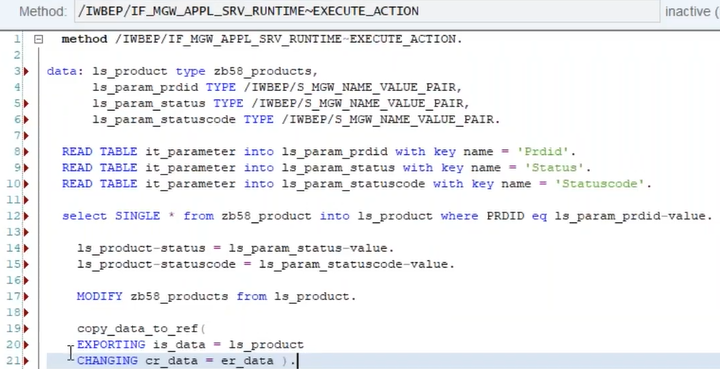 Method: /IWBEP/IF_MGW_APPL_SRV_RUNTIME~EXECUTE_ACTION inactive (
1 method /IWBEP/IF_MGW_APPL_SRV_RUNTIME~EXECUTE_ACTION.
2
3 data: ls_product type zb58_products,
4 ls_param_prdid TYPE /IWBEP/S_MGW_NAME_VALUE_PAIR,
5 ls_param_status TYPE /IWBEP/S_MGW_NAME_VALUE_PAIR,
6 ls_param_statuscode TYPE /IWBEP/S_MGW_NAME_VALUE_PAIR.
7
8 READ TABLE it_parameter into ls_param_prdid with key name = 'Prdid'.
9 READ TABLE it_parameter into ls_param_status with key name = 'Status'.
10 READ TABLE it_parameter into ls_param_statuscode with key name = 'Statuscode'.
11
12 select SINGLE * from zb58_product into ls_product where PRDID eq ls_param_prdid-value.
13
14 ls_product-status = ls_param_status-value.
15 ls_product-statuscode = ls_param_statuscode-value.
16
17 MODIFY zb58_products from ls_product.
18
19 copy_data_to_ref(
20 EXPORTING is_data = ls_product
21 CHANGING cr_data = er_data ).